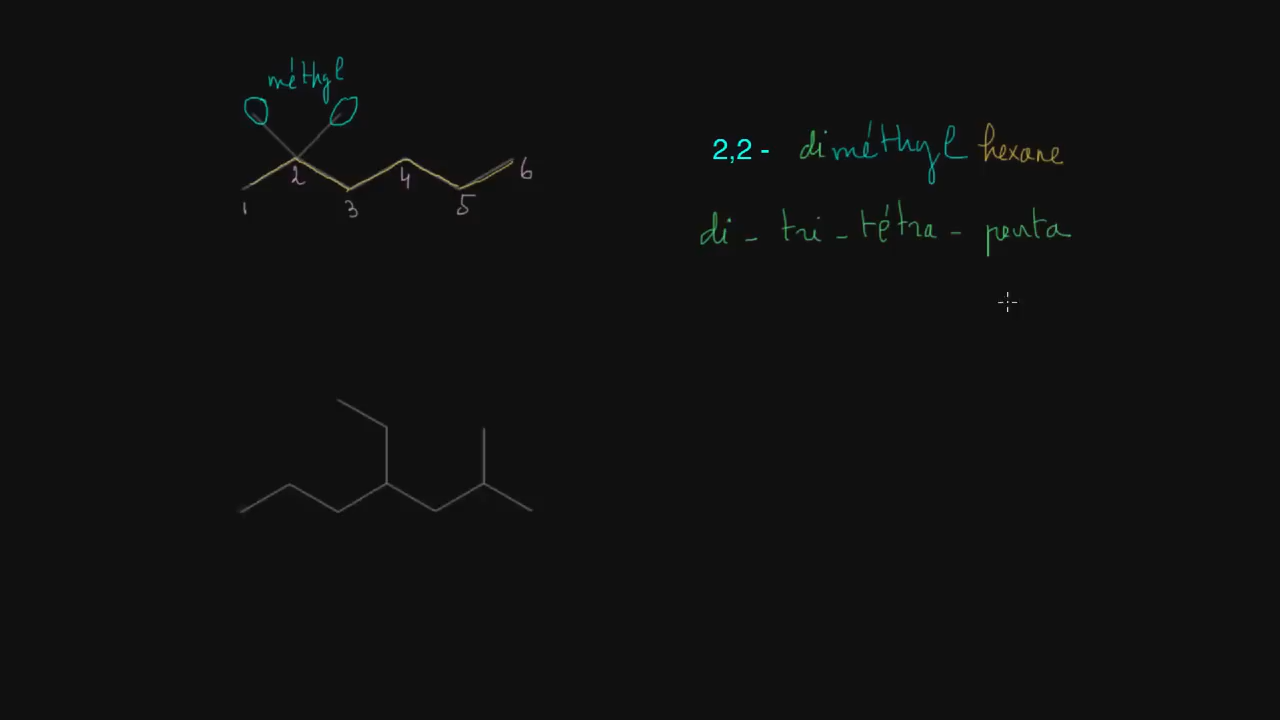 méthyl
2,2 - diméthyl hexane
1 2 3 4 5 6
di - tri - tétra - penta